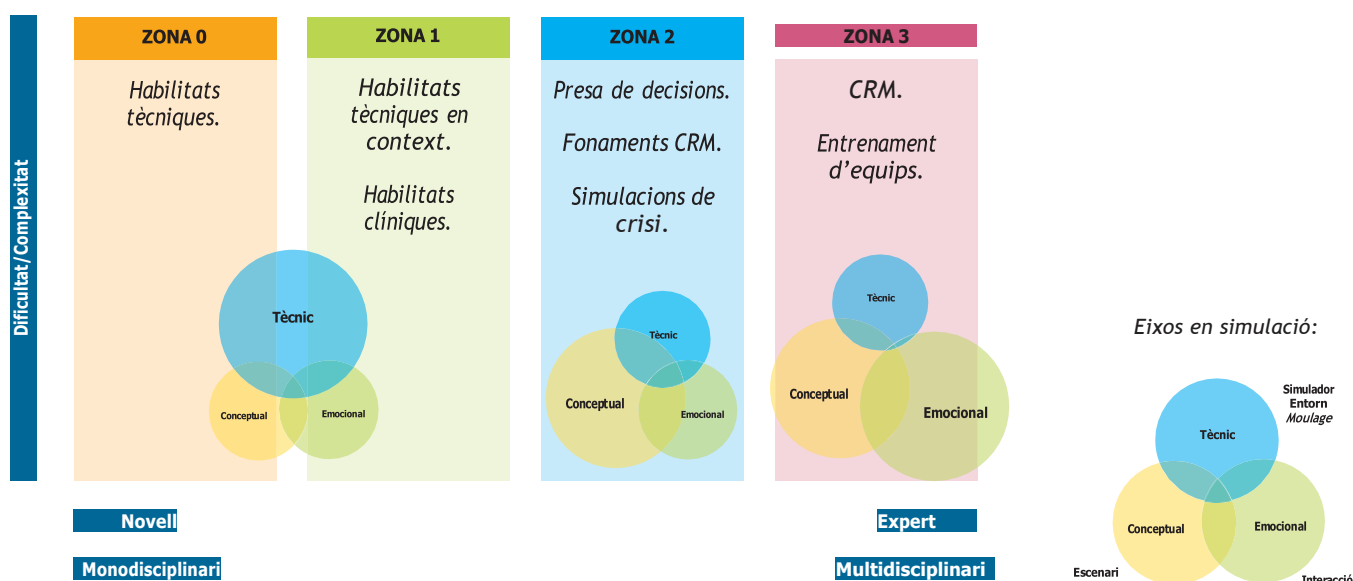 Dificultat/Complexitat
ZONA 0
Habilitats
tècniques.
ZONA 1
Habilitats
tècniques en
context.
Habilitats
clíniques.
ZONA 2
Presa de decisions.
Fonaments CRM.
Simulacions de
crisi.
ZONA 3
CRM.
Entrenament
d'equips.
Tècnic
Conceptual
Emocional
Tècnic
Conceptual
Emocional
Tècnic
Conceptual
Emocional
Eixos en simulació:
Simulador
Entorn
Moulage
Tècnic
Conceptual
Emocional
Escenari
Interacció
Novell
Expert
Monodisciplinari
Multidisciplinari